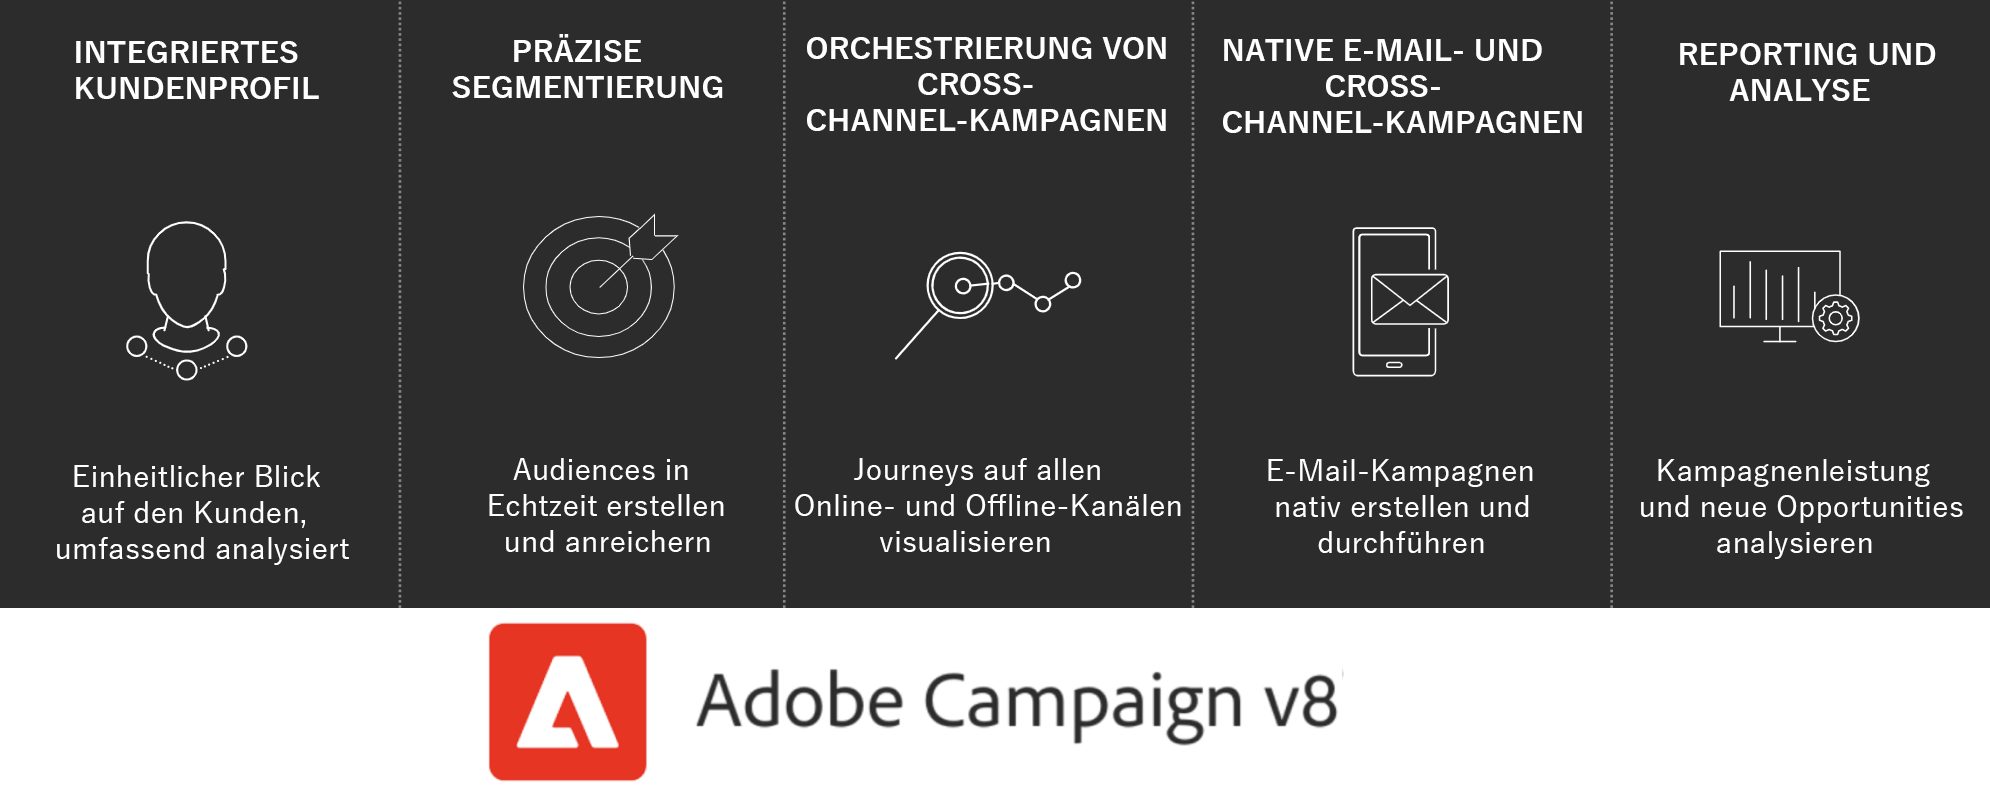 INTEGRIERTES
KUNDENPROFIL
Einheitlicher Blick
auf den Kunden,
umfassend analysiert
PRÄZISE
SEGMENTIERUNG
Audiences in
Echtzeit erstellen
und anreichern
ORCHESTRIERUNG VON
CROSS-
CHANNEL-KAMPAGNEN
Journeys auf allen
Online- und Offline-Kanälen
visualisieren
NATIVE E-MAIL- UND
CROSS-
CHANNEL-KAMPAGNEN
E-Mail-Kampagnen
nativ erstellen und
durchführen
REPORTING UND
ANALYSE
Kampagnenleistung
und neue Opportunities
analysieren
Adobe Campaign v8